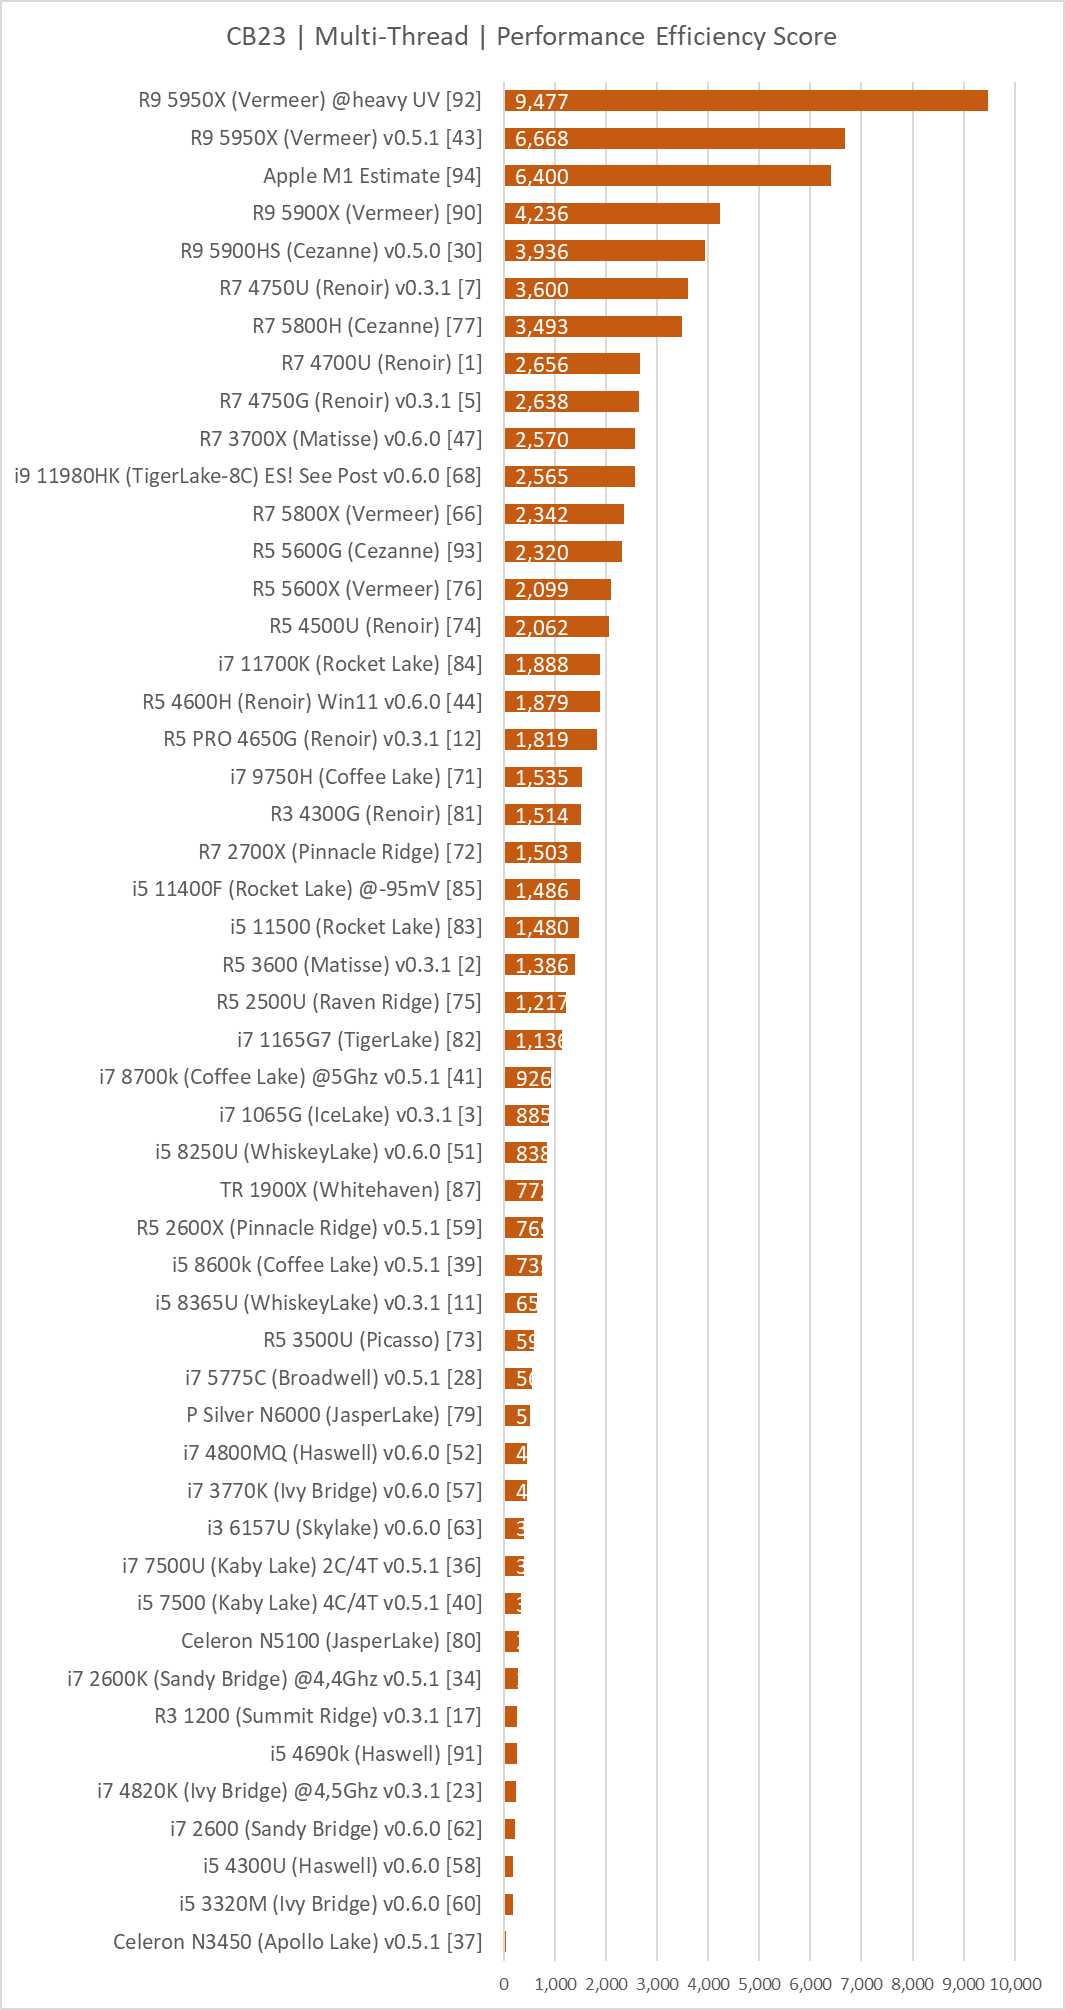 CB23 | Multi-Thread | Performance Efficiency Score
R9 5950X (Vermeer) @heavy UV [92] 9,477
R9 5950X (Vermeer) v0.5.1 [43] 6,668
Apple M1 Estimate [94] 6,400
R9 5900X (Vermeer) [90] 4,236
R9 5900HS (Cezanne) v0.5.0 [30] 3,936
R7 4750U (Renoir) v0.3.1 [7] 3,600
R7 5800H (Cezanne) [77] 3,493
R7 4700U (Renoir) [1] 2,656
R7 4750G (Renoir) v0.3.1 [5] 2,638
R7 3700X (Matisse) v0.6.0 [47] 2,570
i9 11980HK (TigerLake-8C) ES! See Post v0.6.0 [68] 2,565
R7 5800X (Vermeer) [66] 2,342
R5 5600G (Cezanne) [93] 2,320
R5 5600X (Vermeer) [76] 2,099
R5 4500U (Renoir) [74] 2,062
i7 11700K (Rocket Lake) [84] 1,888
R5 4600H (Renoir) Win11 v0.6.0 [44] 1,879
R5 PRO 4650G (Renoir) v0.3.1 [12] 1,819
i7 9750H (Coffee Lake) [71] 1,535
R3 4300G (Renoir) [81] 1,514
R7 2700X (Pinnacle Ridge) [72] 1,503
i5 11400F (Rocket Lake) @-95mV [85] 1,486
i5 11500 (Rocket Lake) [83] 1,480
R5 3600 (Matisse) v0.3.1 [2] 1,386
R5 2500U (Raven Ridge) [75] 1,217
i7 1165G7 (TigerLake) [82] 1,136
i7 8700k (Coffee Lake) @5Ghz v0.5.1 [41] 926
i7 1065G (IceLake) v0.3.1 [3] 885
i5 8250U (WhiskeyLake) v0.6.0 [51] 838
TR 1900X (Whitehaven) [87]
R5 2600X (Pinnacle Ridge) v0.5.1 [59]
i5 8600k (Coffee Lake) v0.5.1 [39]
i5 8365U (WhiskeyLake) v0.3.1 [11]
R5 3500U (Picasso) [73]
i7 5775C (Broadwell) v0.5.1 [28]
P Silver N6000 (JasperLake) [79]
i7 4800MQ (Haswell) v0.6.0 [52]
i7 3770K (Ivy Bridge) v0.6.0 [57]
i3 6157U (Skylake) v0.6.0 [63]
i7 7500U (Kaby Lake) 2C/4T v0.5.1 [36]
i5 7500 (Kaby Lake) 4C/4T v0.5.1 [40]
Celeron N5100 (JasperLake) [80]
i7 2600K (Sandy Bridge) @4,4Ghz v0.5.1 [34]
R3 1200 (Summit Ridge) v0.3.1 [17]
i5 4690k (Haswell) [91]
i7 4820K (Ivy Bridge) @4,5Ghz v0.3.1 [23]
i7 2600 (Sandy Bridge) v0.6.0 [62]
i5 4300U (Haswell) v0.6.0 [58]
i5 3320M (Ivy Bridge) v0.6.0 [60]
Celeron N3450 (Apollo Lake) v0.5.1 [37]
0 1,000 2,000 3,000 4,000 5,000 6,000 7,000 8,000 9,000 10,000